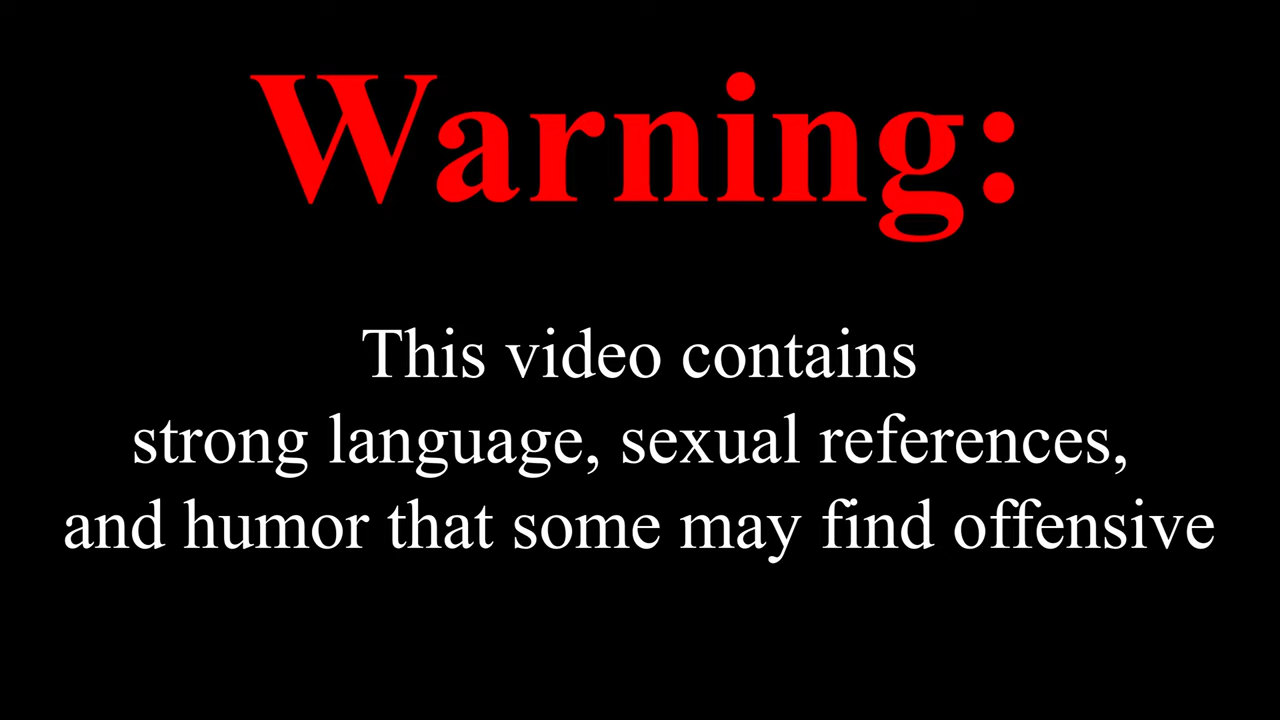 Warning:
This video contains
strong language, sexual references,
and humor that some may find offensive